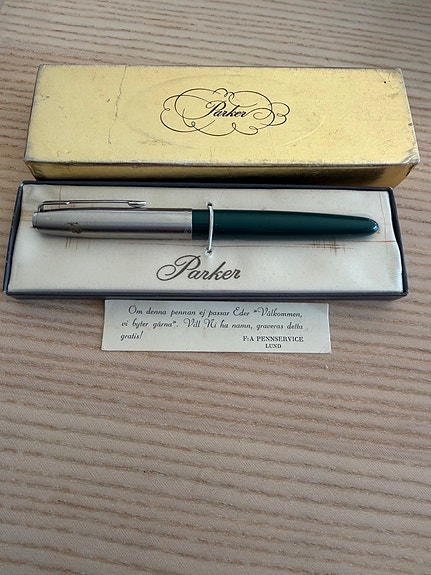 Parker
Parker
Om denna pennan ej passar Eder "Välkommen,
vi byter gärna". Vill Ni ha namn, graveras detta
gratis!
F:A PENNSERVICE
LUND